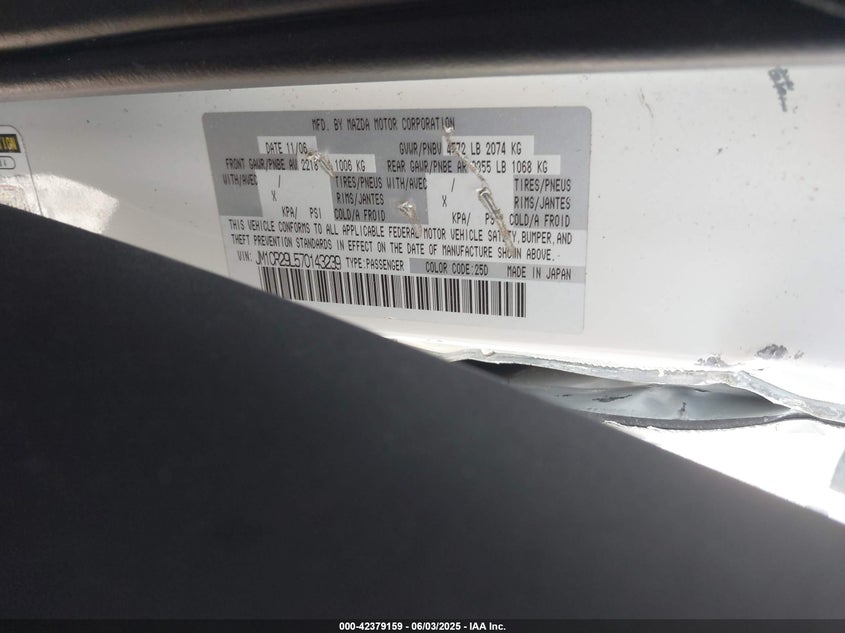 MFD. BY MAZDA MOTOR CORPORATION
DATE 11/06 GVWR/PNBV 4572 LB 2074 KG
FRONT GAWR/PNBE AV 2218 1006 KG REAR GAWR/PNBE AR 2355 LB 1068 KG
WITH/AVEC / TIRES/PNEUS WITH/AVEC / TIRES/PNEUS
X RIMS/JANTES X RIMS/JANTES
KPA/ PSI COLD/A FROID KPA/ PSI COLD/A FROID
THIS VEHICLE CONFORMS TO ALL APPLICABLE FEDERAL MOTOR VEHICLE SAFETY, BUMPER, AND
THEFT PREVENTION STANDARDS IN EFFECT ON THE DATE OF MANUFACTURE SHOWN ABOVE.
VIN: JM1CP29L570143239 TYPE:PASSENGER COLOR CODE:25D MADE IN JAPAN
000-42379159 - 06/03/2025 - IAA Inc.